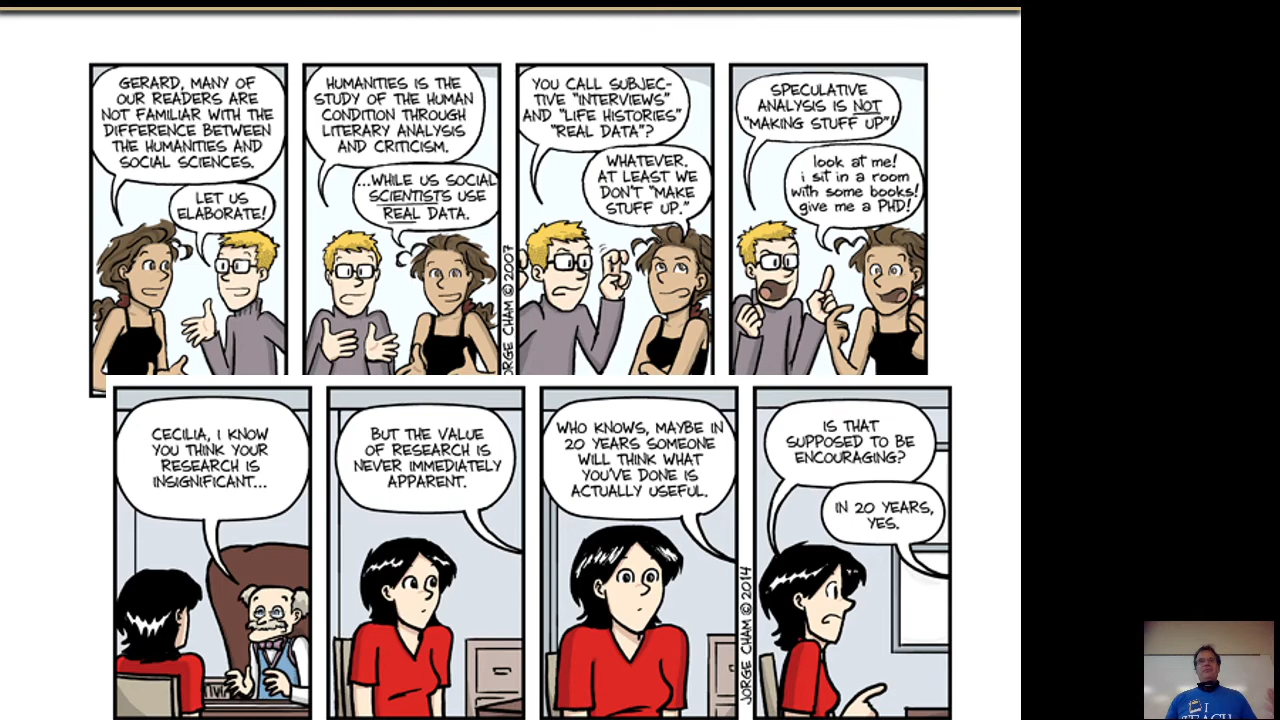 GERARD, MANY OF
OUR READERS ARE
NOT FAMILIAR WITH THE
DIFFERENCE BETWEEN
THE HUMANITIES AND
SOCIAL SCIENCES.
LET US
ELABORATE!
HUMANITIES IS THE
STUDY OF THE HUMAN
CONDITION THROUGH
LITERARY ANALYSIS
AND CRITICISM.
...WHILE US SOCIAL
SCIENTISTS USE
REAL DATA.
YOU CALL SUBJEC-
TIVE "INTERVIEWS"
AND "LIFE HISTORIES"
"REAL DATA"?
WHATEVER.
AT LEAST WE
DON'T "MAKE
STUFF UP."
SPECULATIVE
ANALYSIS IS NOT
"MAKING STUFF UP"!
look at me!
i sit in a room
with some books!
give me a PHD!
ORGE CHAM © 2007
CECILIA, I KNOW
YOU THINK YOUR
RESEARCH IS
INSIGNIFICANT...
BUT THE VALUE
OF RESEARCH IS
NEVER IMMEDIATELY
APPARENT.
WHO KNOWS, MAYBE IN
20 YEARS SOMEONE
WILL THINK WHAT
YOU'VE DONE IS
ACTUALLY USEFUL.
IS THAT
SUPPOSED TO BE
ENCOURAGING?
IN 20 YEARS,
YES.
JORGE CHAM © 2014
I
TEACH